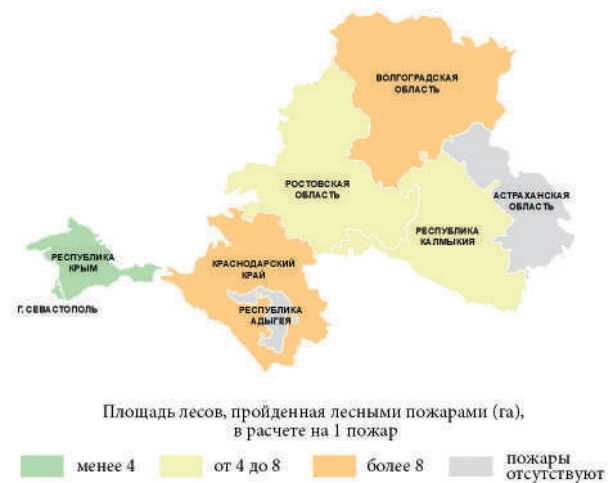 ВОЛГОГРАДСКАЯ
ОБЛАСТЬ
РОСТОВСКАЯ
ОБЛАСТЬ
АСТРАХАНСКАЯ
ОБЛАСТЬ
РЕСПУБЛИКА
КАЛМЫКИЯ
РЕСПУБЛИКА
КРЫМ
КРАСНОДАРСКИЙ
КРАЙ
Г. СЕВАСТОПОЛЬ
РЕСПУБЛИКА
АДЫГЕЯ
Площадь лесов, пройденная лесными пожарами (га),
в расчете на 1 пожар
менее 4
от 4 до 8
более 8
пожары
отсутствуют